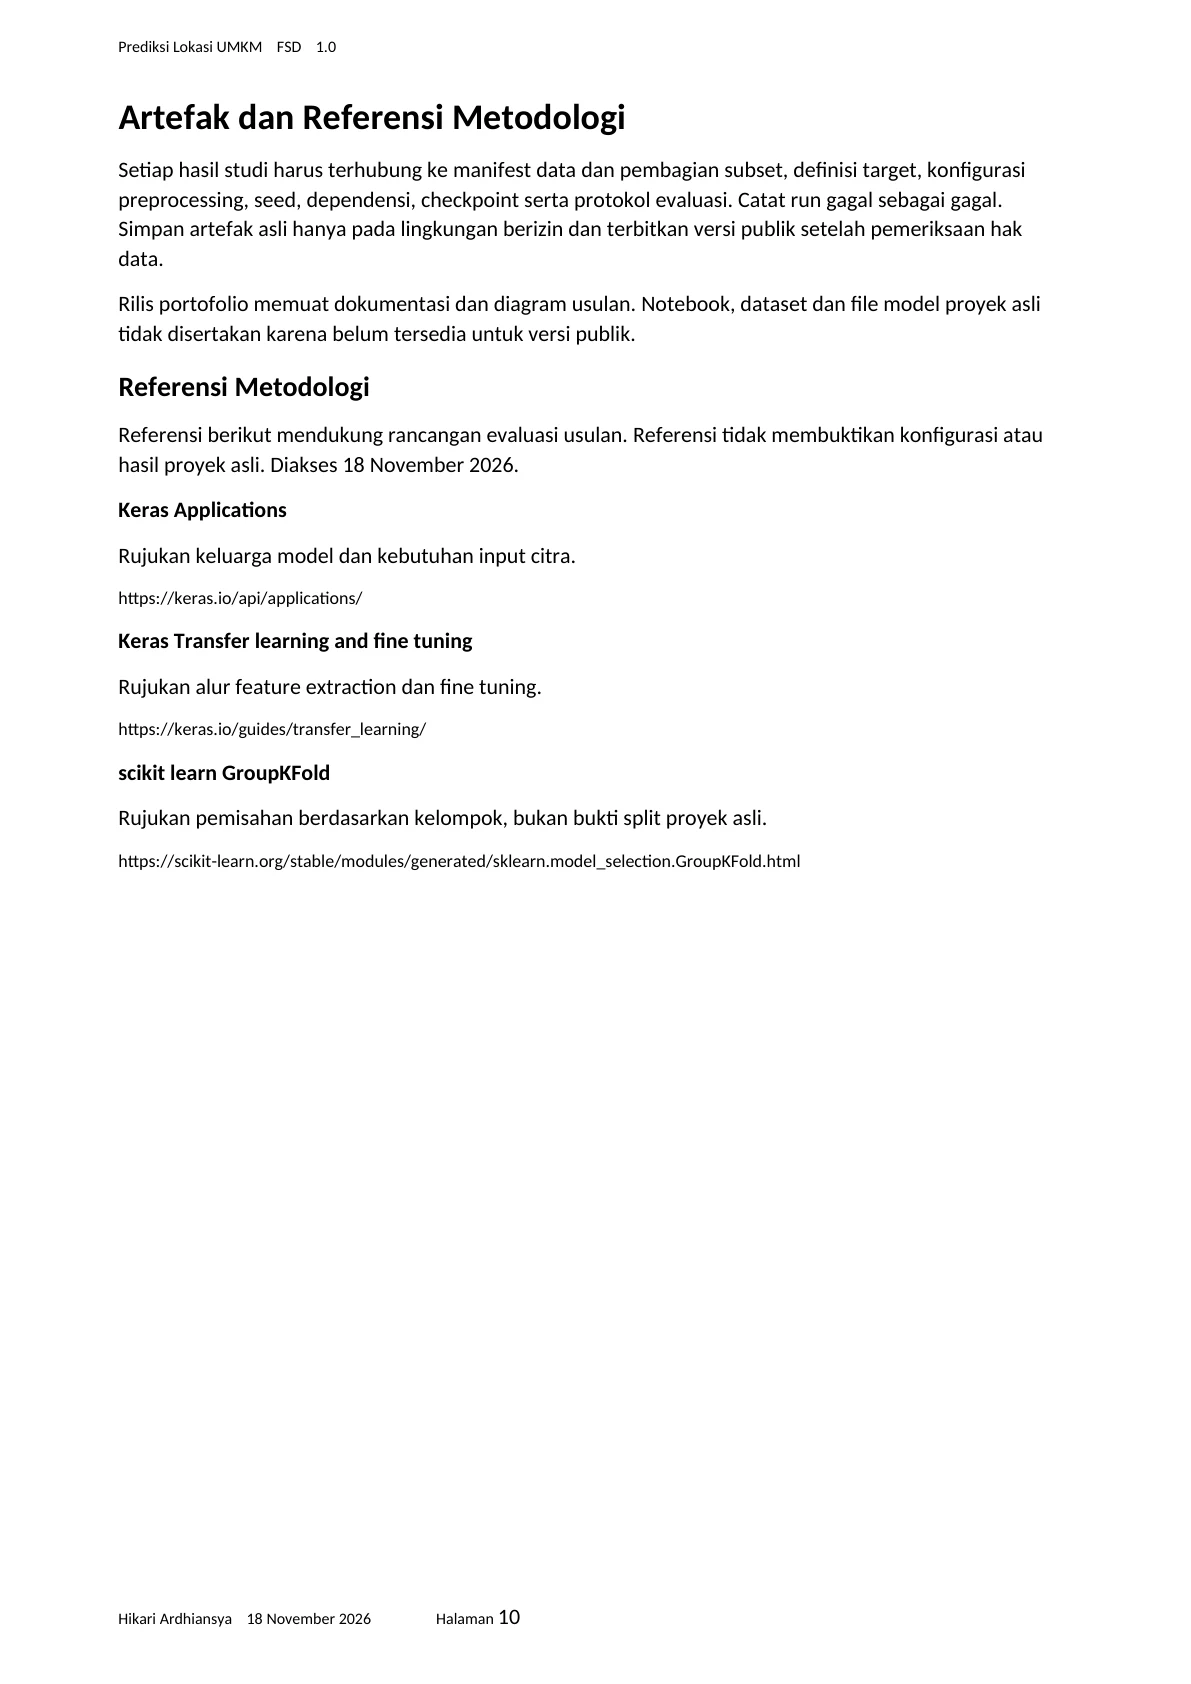 Prediksi Lokasi UMKM FSD 1.0
Artefak dan Referensi Metodologi
Setiap hasil studi harus terhubung ke manifest data dan pembagian subset, definisi target, konfigurasi
preprocessing, seed, dependensi, checkpoint serta protokol evaluasi. Catat run gagal sebagai gagal.
Simpan artefak asli hanya pada lingkungan berizin dan terbitkan versi publik setelah pemeriksaan hak
data.
Rilis portofolio memuat dokumentasi dan diagram usulan. Notebook, dataset dan file model proyek asli
tidak disertakan karena belum tersedia untuk versi publik.
Referensi Metodologi
Referensi berikut mendukung rancangan evaluasi usulan. Referensi tidak membuktikan konfigurasi atau
hasil proyek asli. Diakses 18 November 2026.
Keras Applications
Rujukan keluarga model dan kebutuhan input citra.
https://keras.io/api/applications/
Keras Transfer learning and fine tuning
Rujukan alur feature extraction dan fine tuning.
https://keras.io/guides/transfer_learning/
scikit learn GroupKFold
Rujukan pemisahan berdasarkan kelompok, bukan bukti split proyek asli.
https://scikit-learn.org/stable/modules/generated/sklearn.model_selection.GroupKFold.html
Hikari Ardhiansya 18 November 2026 Halaman 10